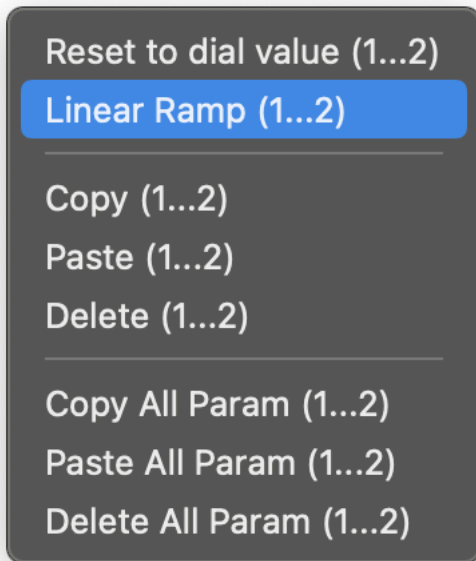 Reset to dial value (1...2)
Linear Ramp (1...2)
Copy (1...2)
Paste (1...2)
Delete (1...2)
Copy All Param (1...2)
Paste All Param (1...2)
Delete All Param (1...2)